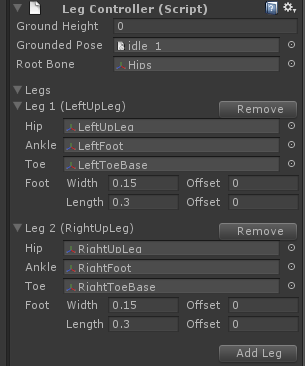 Leg Controller (Script)
Ground Height 0
Grounded Pose idle_1
Root Bone Hips
Legs
Leg 1 (LeftUpLeg) Remove
Hip LeftUpLeg
Ankle LeftFoot
Toe LeftToeBase
Foot Width 0.15 Offset 0
Length 0.3 Offset 0
Leg 2 (RightUpLeg) Remove
Hip RightUpLeg
Ankle RightFoot
Toe RightToeBase
Foot Width 0.15 Offset 0
Length 0.3 Offset 0
Add Leg